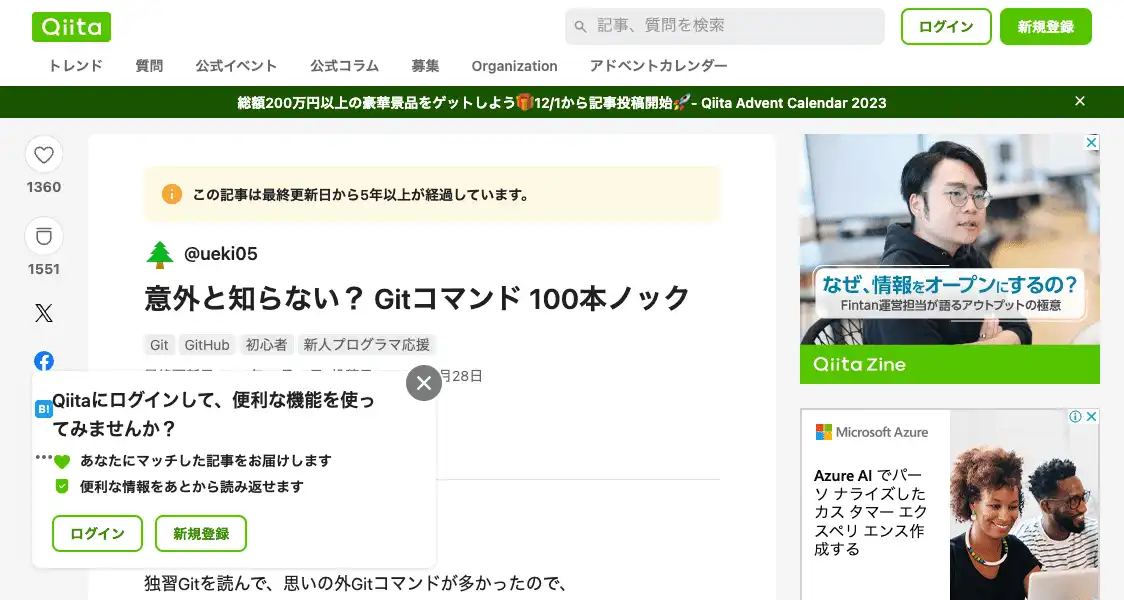 Qiita
記事、質問を検索
ログイン
新規登録
トレンド 質問 公式イベント 公式コラム 募集 Organization アドベントカレンダー
総額200万円以上の豪華景品をゲットしよう🎁12/1から記事投稿開始🚀- Qiita Advent Calendar 2023
1360
1551
この記事は最終更新日から5年以上が経過しています。
@ueki05
意外と知らない？ Gitコマンド 100本ノック
Git GitHub 初心者 新人プログラマ応援
月28日
Qiitaにログインして、便利な機能を使っ
てみませんか？
B!
あなたにマッチした記事をお届けします
便利な情報をあとから読み返せます
ログイン 新規登録
独習Gitを読んで、思いの外Gitコマンドが多かったので、
なぜ、情報をオープンにするの？
Fintan運営担当が語るアウトプットの極意
Qiita Zine
Microsoft Azure
Azure AI でパー
ソ ナライズした
カス タマー エク
スペリ エンス作
成する